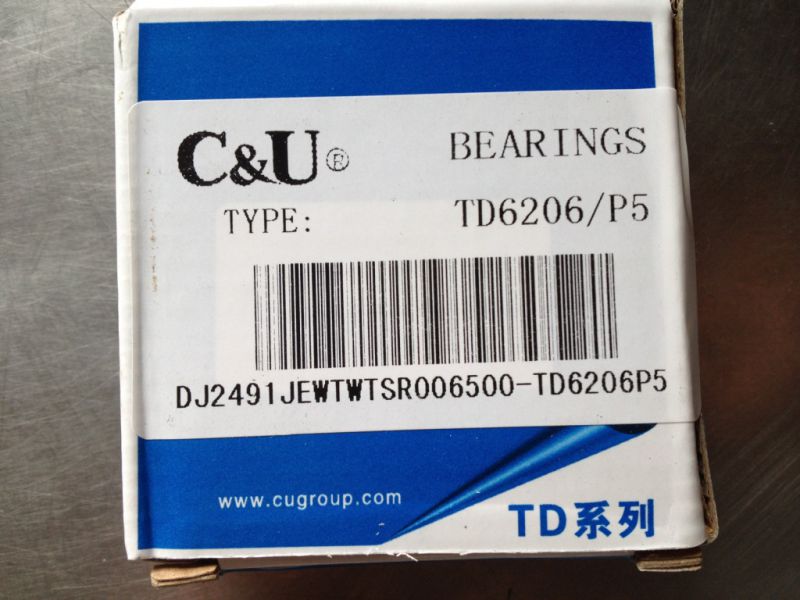 C&U® BEARINGS
TYPE: TD6206/P5
DJ2491JEWTWTSR006500-TD6206P5
www.cugroup.com
TD系列